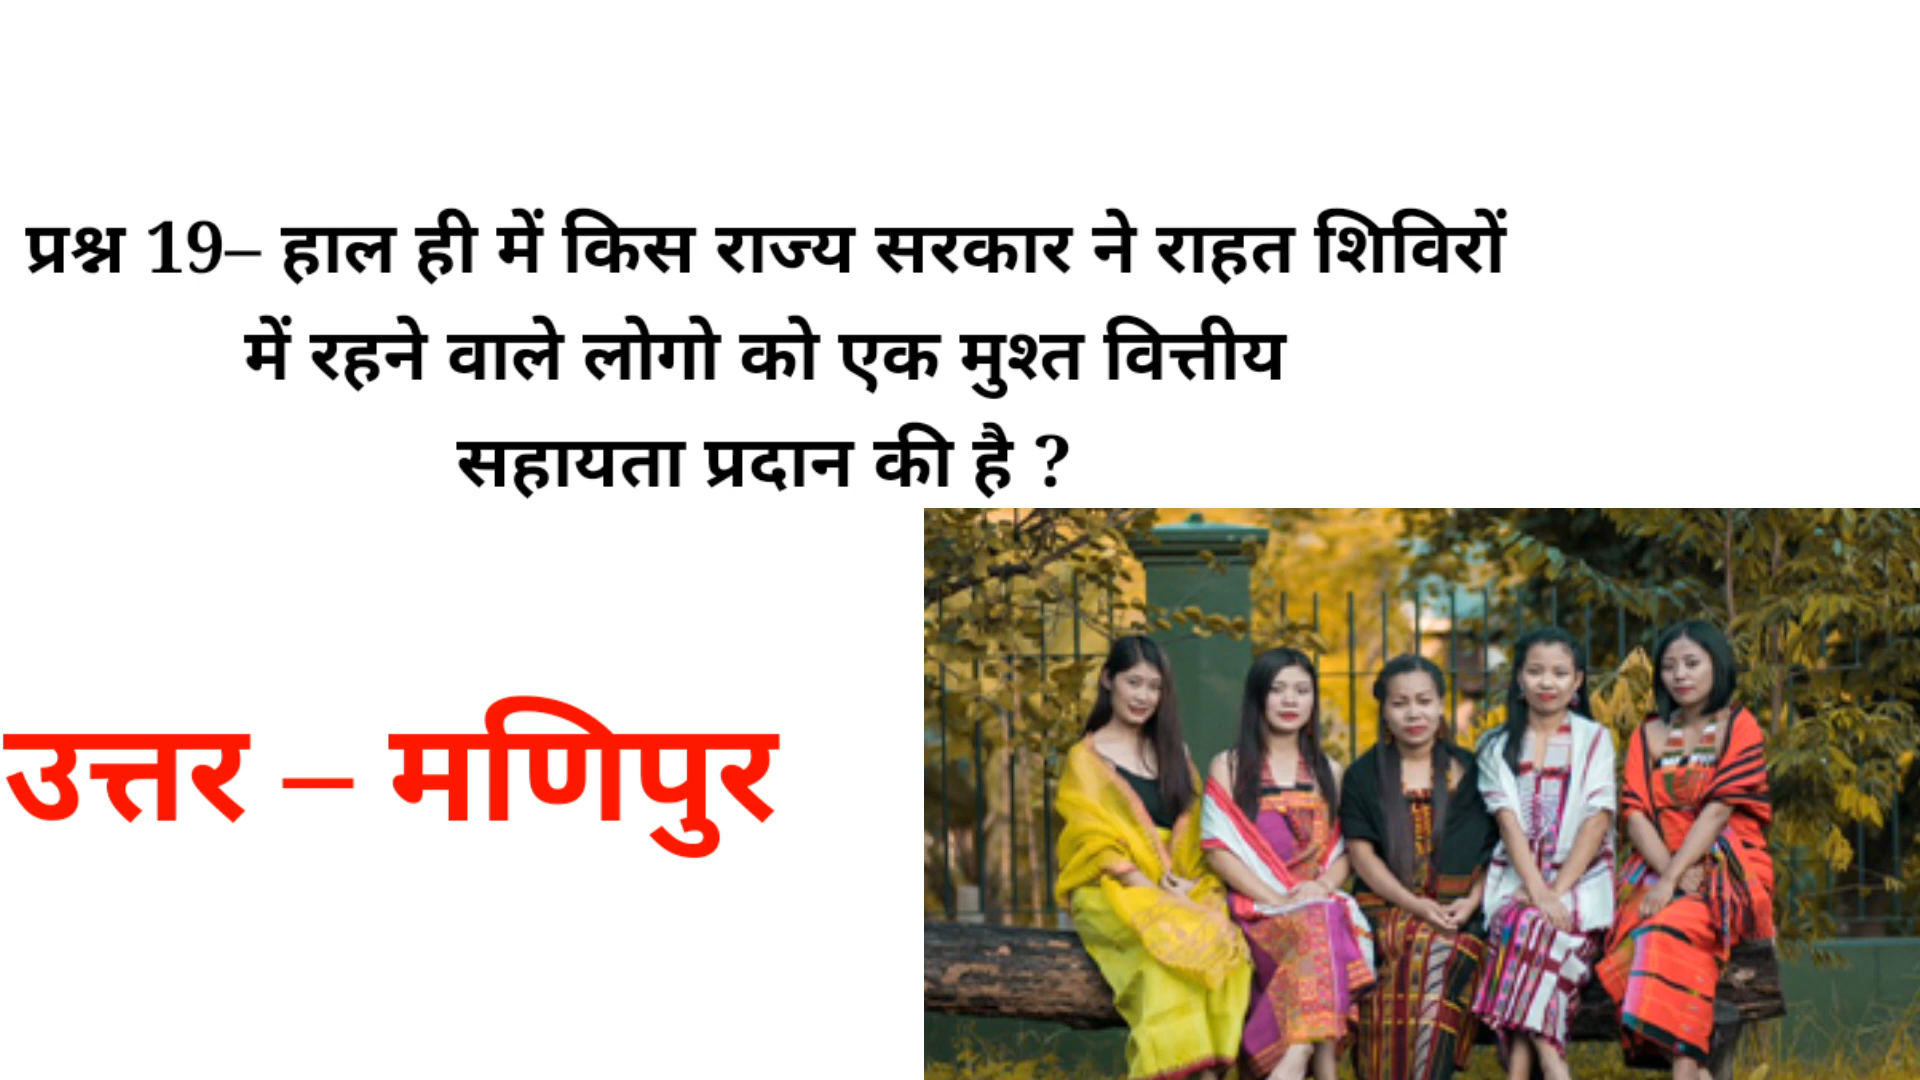 प्रश्न 19– हाल ही में किस राज्य सरकार ने राहत शिविरों
में रहने वाले लोगो को एक मुश्त वित्तीय
सहायता प्रदान की है ?
उत्तर – मणिपुर